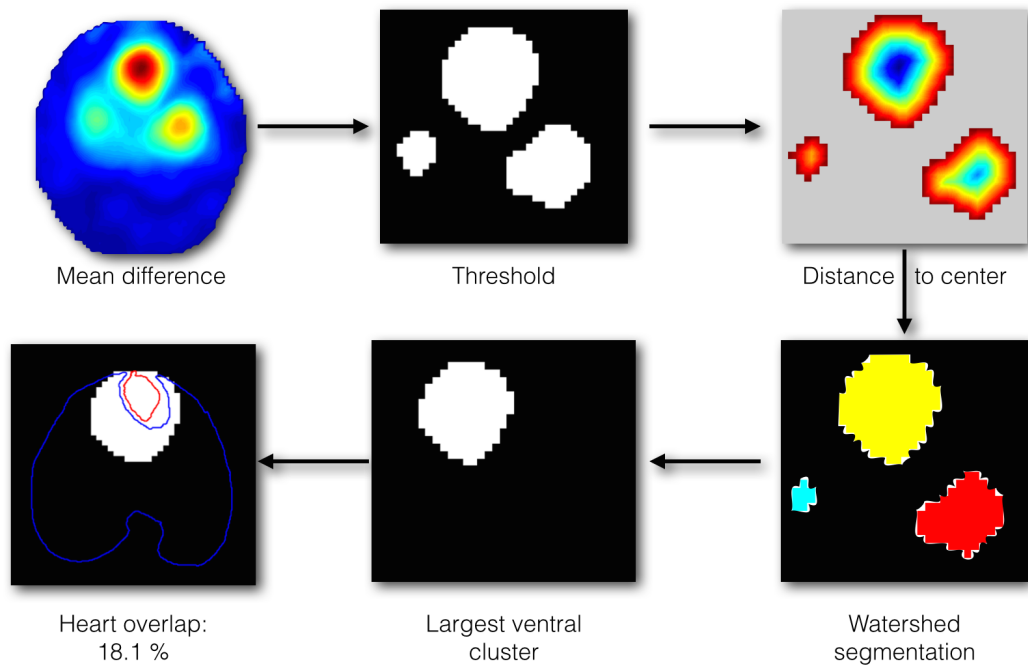 Mean difference
Threshold
Distance to center
Heart overlap:
18.1 %
Largest ventral
cluster
Watershed
segmentation